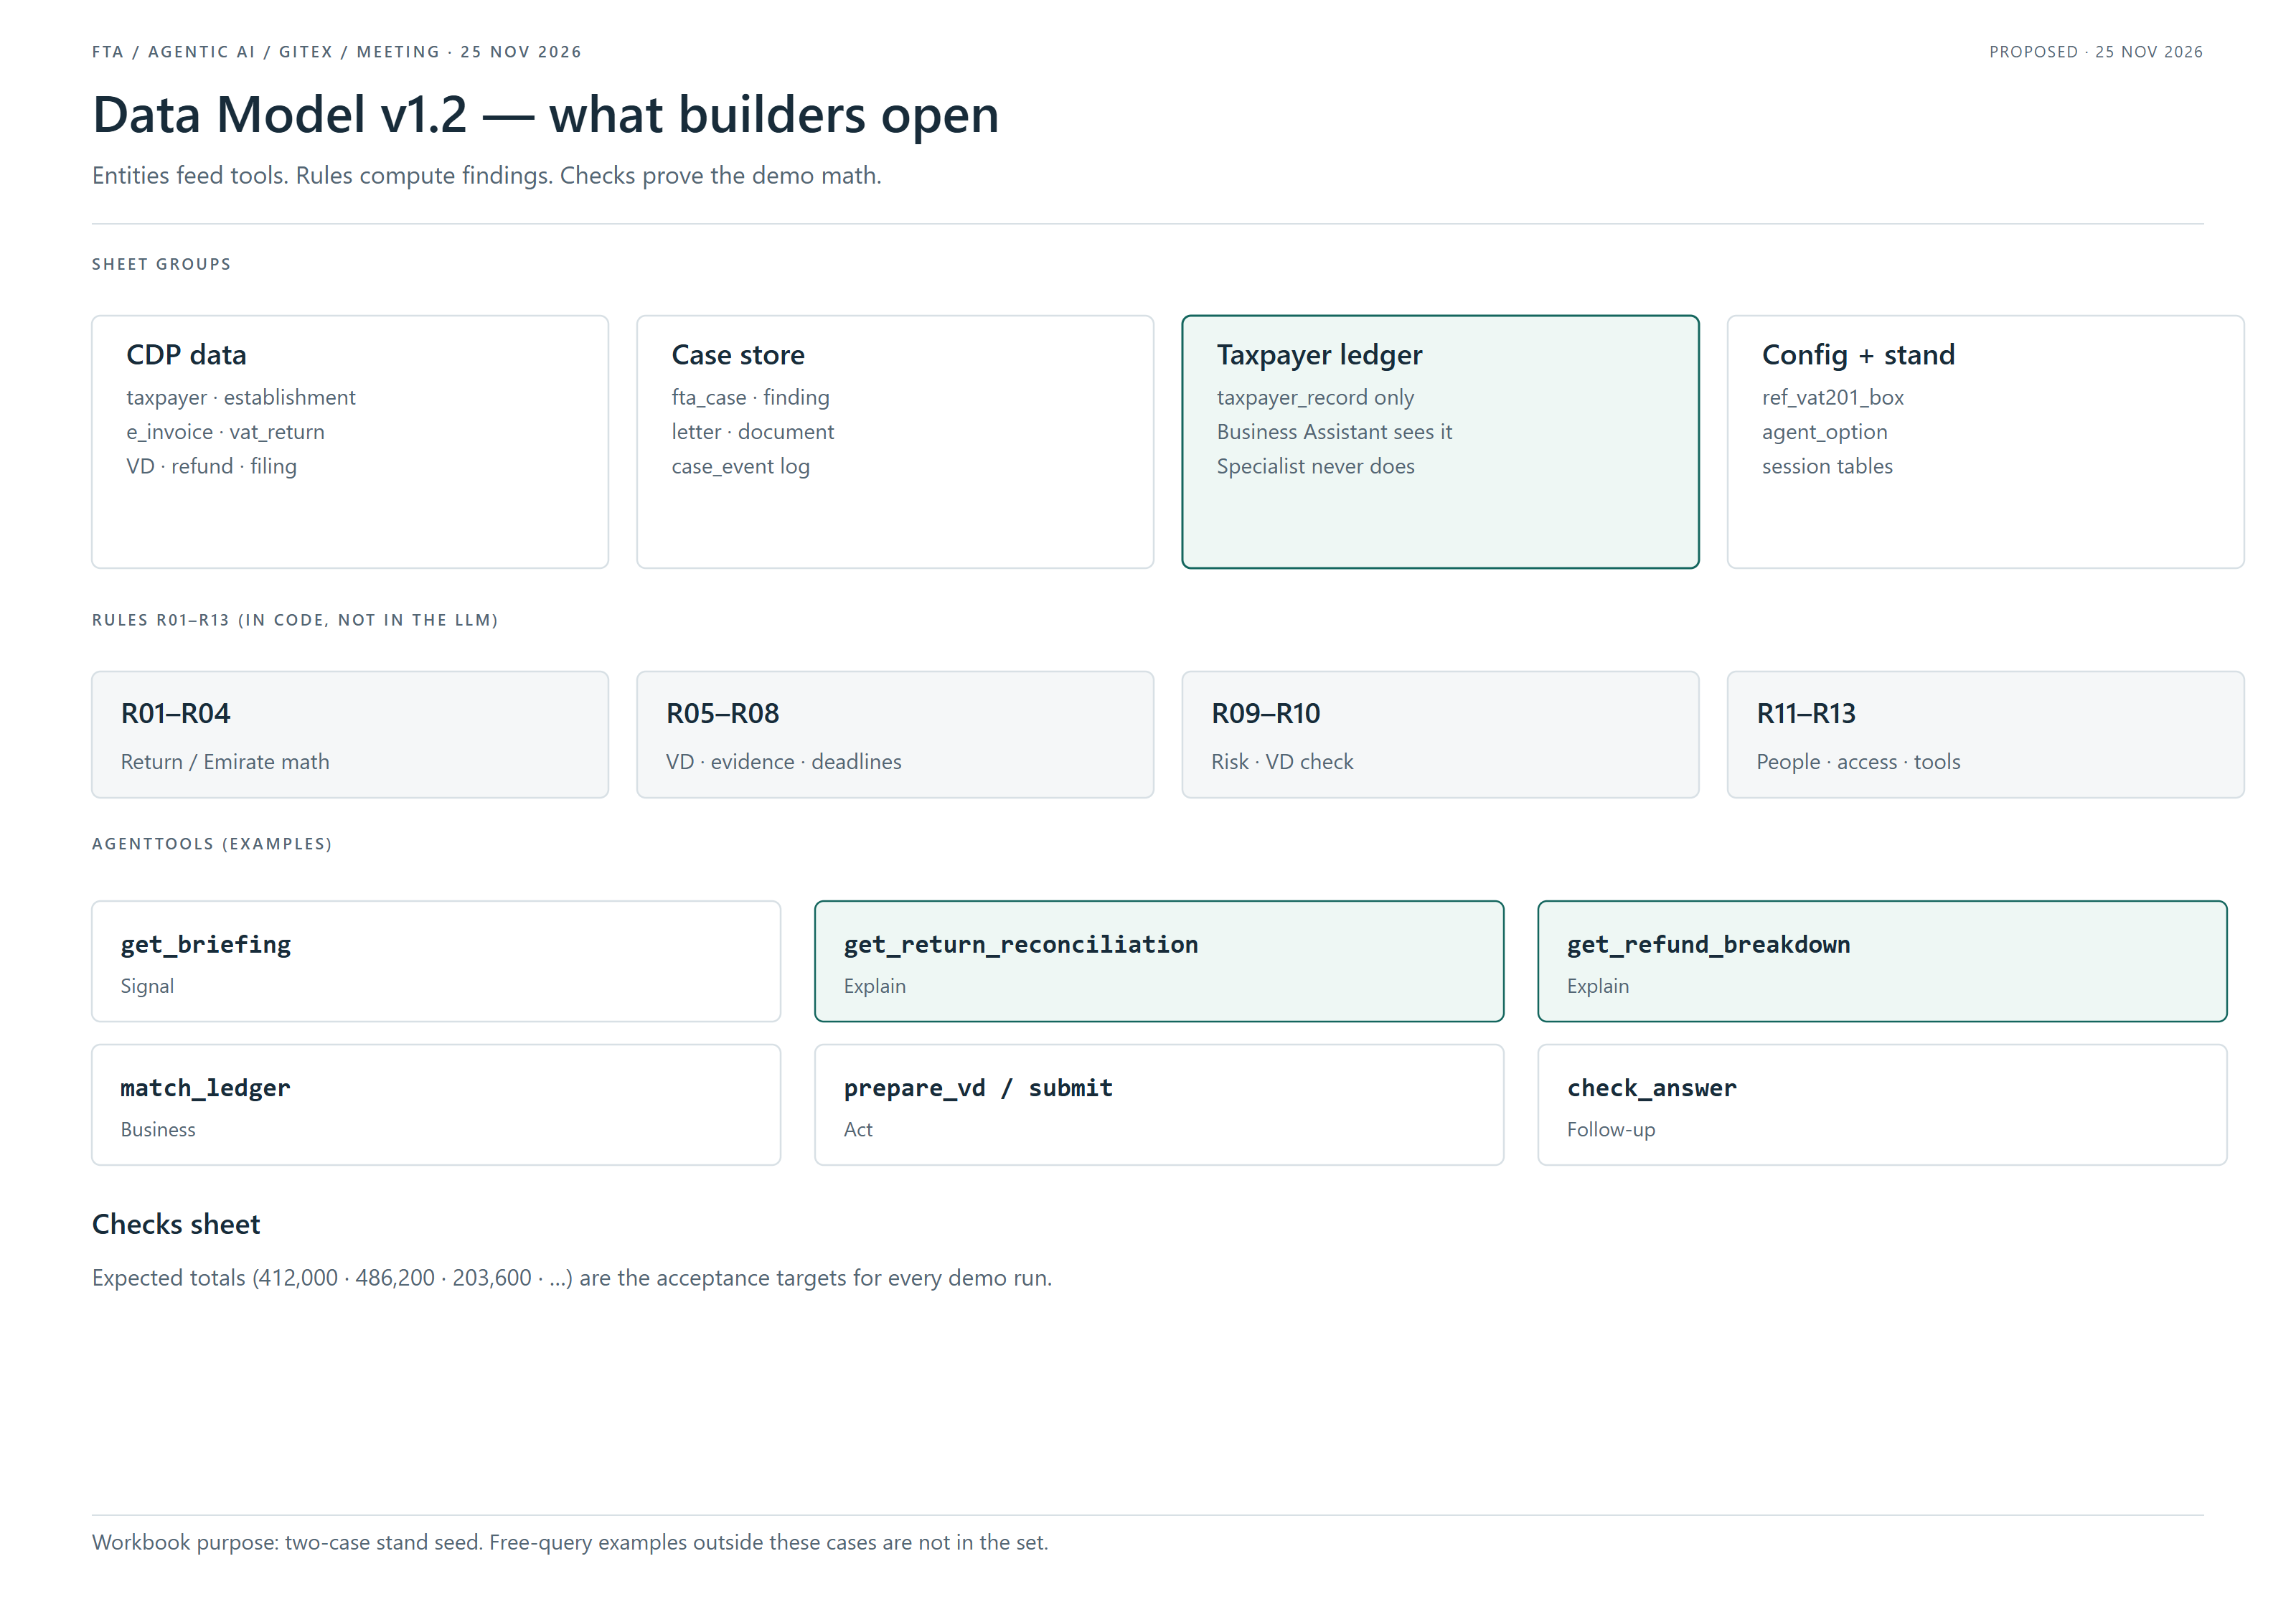 FTA / AGENTIC AI / GITEX / MEETING · 25 NOV 2026
PROPOSED · 25 NOV 2026
Data Model v1.2 — what builders open
Entities feed tools. Rules compute findings. Checks prove the demo math.
SHEET GROUPS
CDP data
taxpayer · establishment
e_invoice · vat_return
VD · refund · filing
Case store
fta_case · finding
letter · document
case_event log
Taxpayer ledger
taxpayer_record only
Business Assistant sees it
Specialist never does
Config + stand
ref_vat201_box
agent_option
session tables
RULES R01–R13 (IN CODE, NOT IN THE LLM)
R01–R04
Return / Emirate math
R05–R08
VD · evidence · deadlines
R09–R10
Risk · VD check
R11–R13
People · access · tools
AGENTTOOLS (EXAMPLES)
get_briefing
Signal
get_return_reconciliation
Explain
get_refund_breakdown
Explain
match_ledger
Business
prepare_vd / submit
Act
check_answer
Follow-up
Checks sheet
Expected totals (412,000 · 486,200 · 203,600 · …) are the acceptance targets for every demo run.
Workbook purpose: two-case stand seed. Free-query examples outside these cases are not in the set.